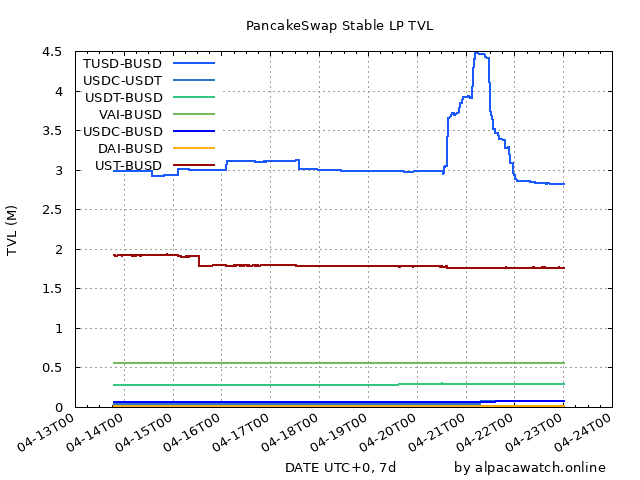 PancakeSwap Stable LP TVL
TVL (M)
4.5
4
3.5
3
2.5
2
1.5
1
0.5
0
TUSD-BUSD
USDC-USDT
USDT-BUSD
VAI-BUSD
USDC-BUSD
DAI-BUSD
UST-BUSD
04-13T00
04-14T00
04-15T00
04-16T00
04-17T00
04-18T00
04-19T00
04-20T00
04-21T00
04-22T00
04-23T00
04-24T00
DATE UTC+0, 7d
by alpacawatch.online